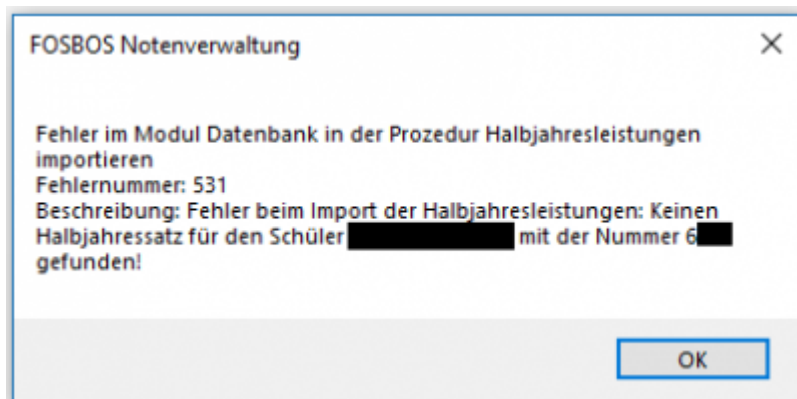 FOSBOS Notenverwaltung
Fehler im Modul Datenbank in der Prozedur Halbjahresleistungen
importieren
Fehlernummer: 531
Beschreibung: Fehler beim Import der Halbjahresleistungen: Keinen
Halbjahressatz für den Schüler mit der Nummer 6
gefunden!
OK